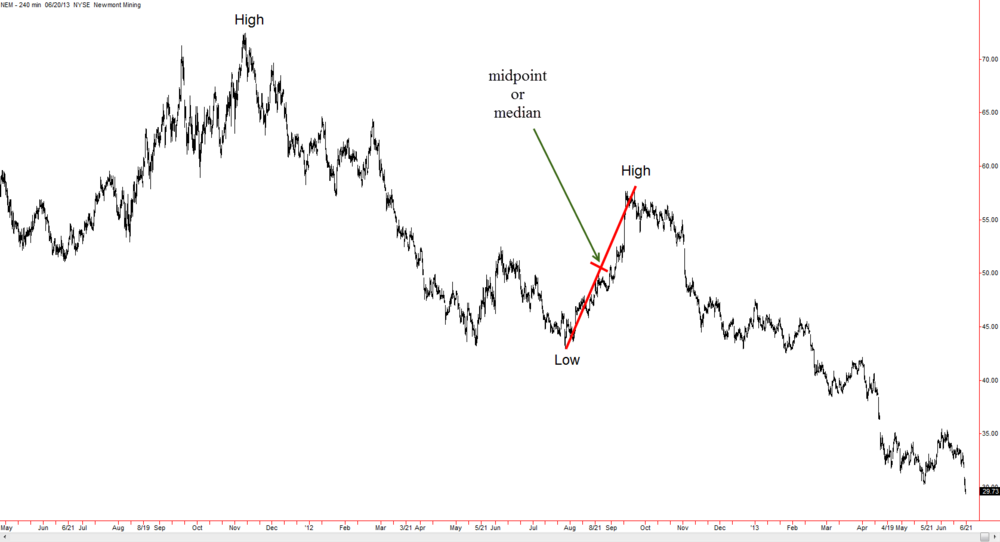 NEM - 240 min 06/20/13 NYSE Newmont Mining
High
70.00
midpoint
or
median
65.00
60.00
High
55.00
50.00
45.00
Low
40.00
35.00
30.00
29.73
May Jun 6/21 Jul Aug 8/19 Sep Oct Nov Dec '12 Feb Mar 3/21 Apr May 5/21 Jun Jul Aug 8/21 Sep Oct Nov Dec '13 Feb Mar Apr 4/19 May 5/21 Jun 6/21